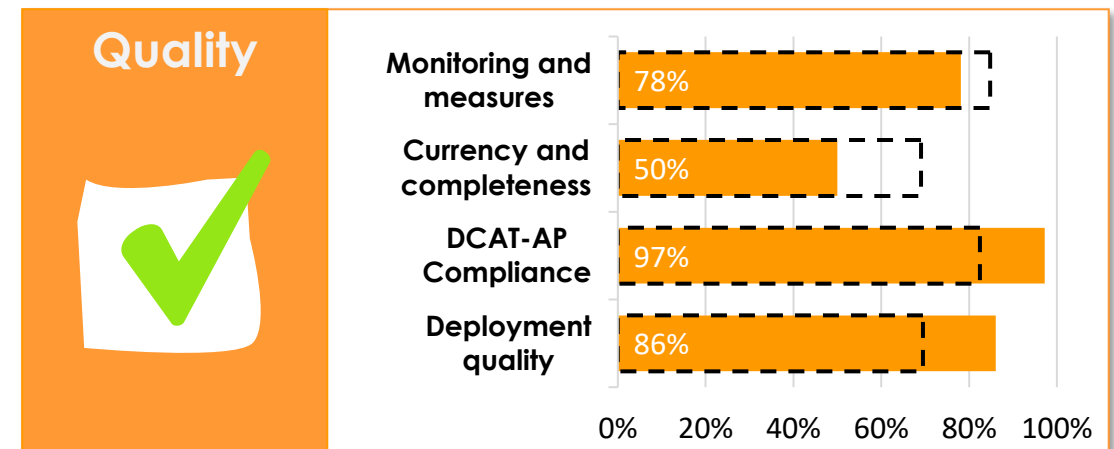 Quality
Monitoring and
measures
78%
Currency and
completeness
50%
DCAT-AP
Compliance
97%
Deployment
quality
86%
0% 20% 40% 60% 80% 100%